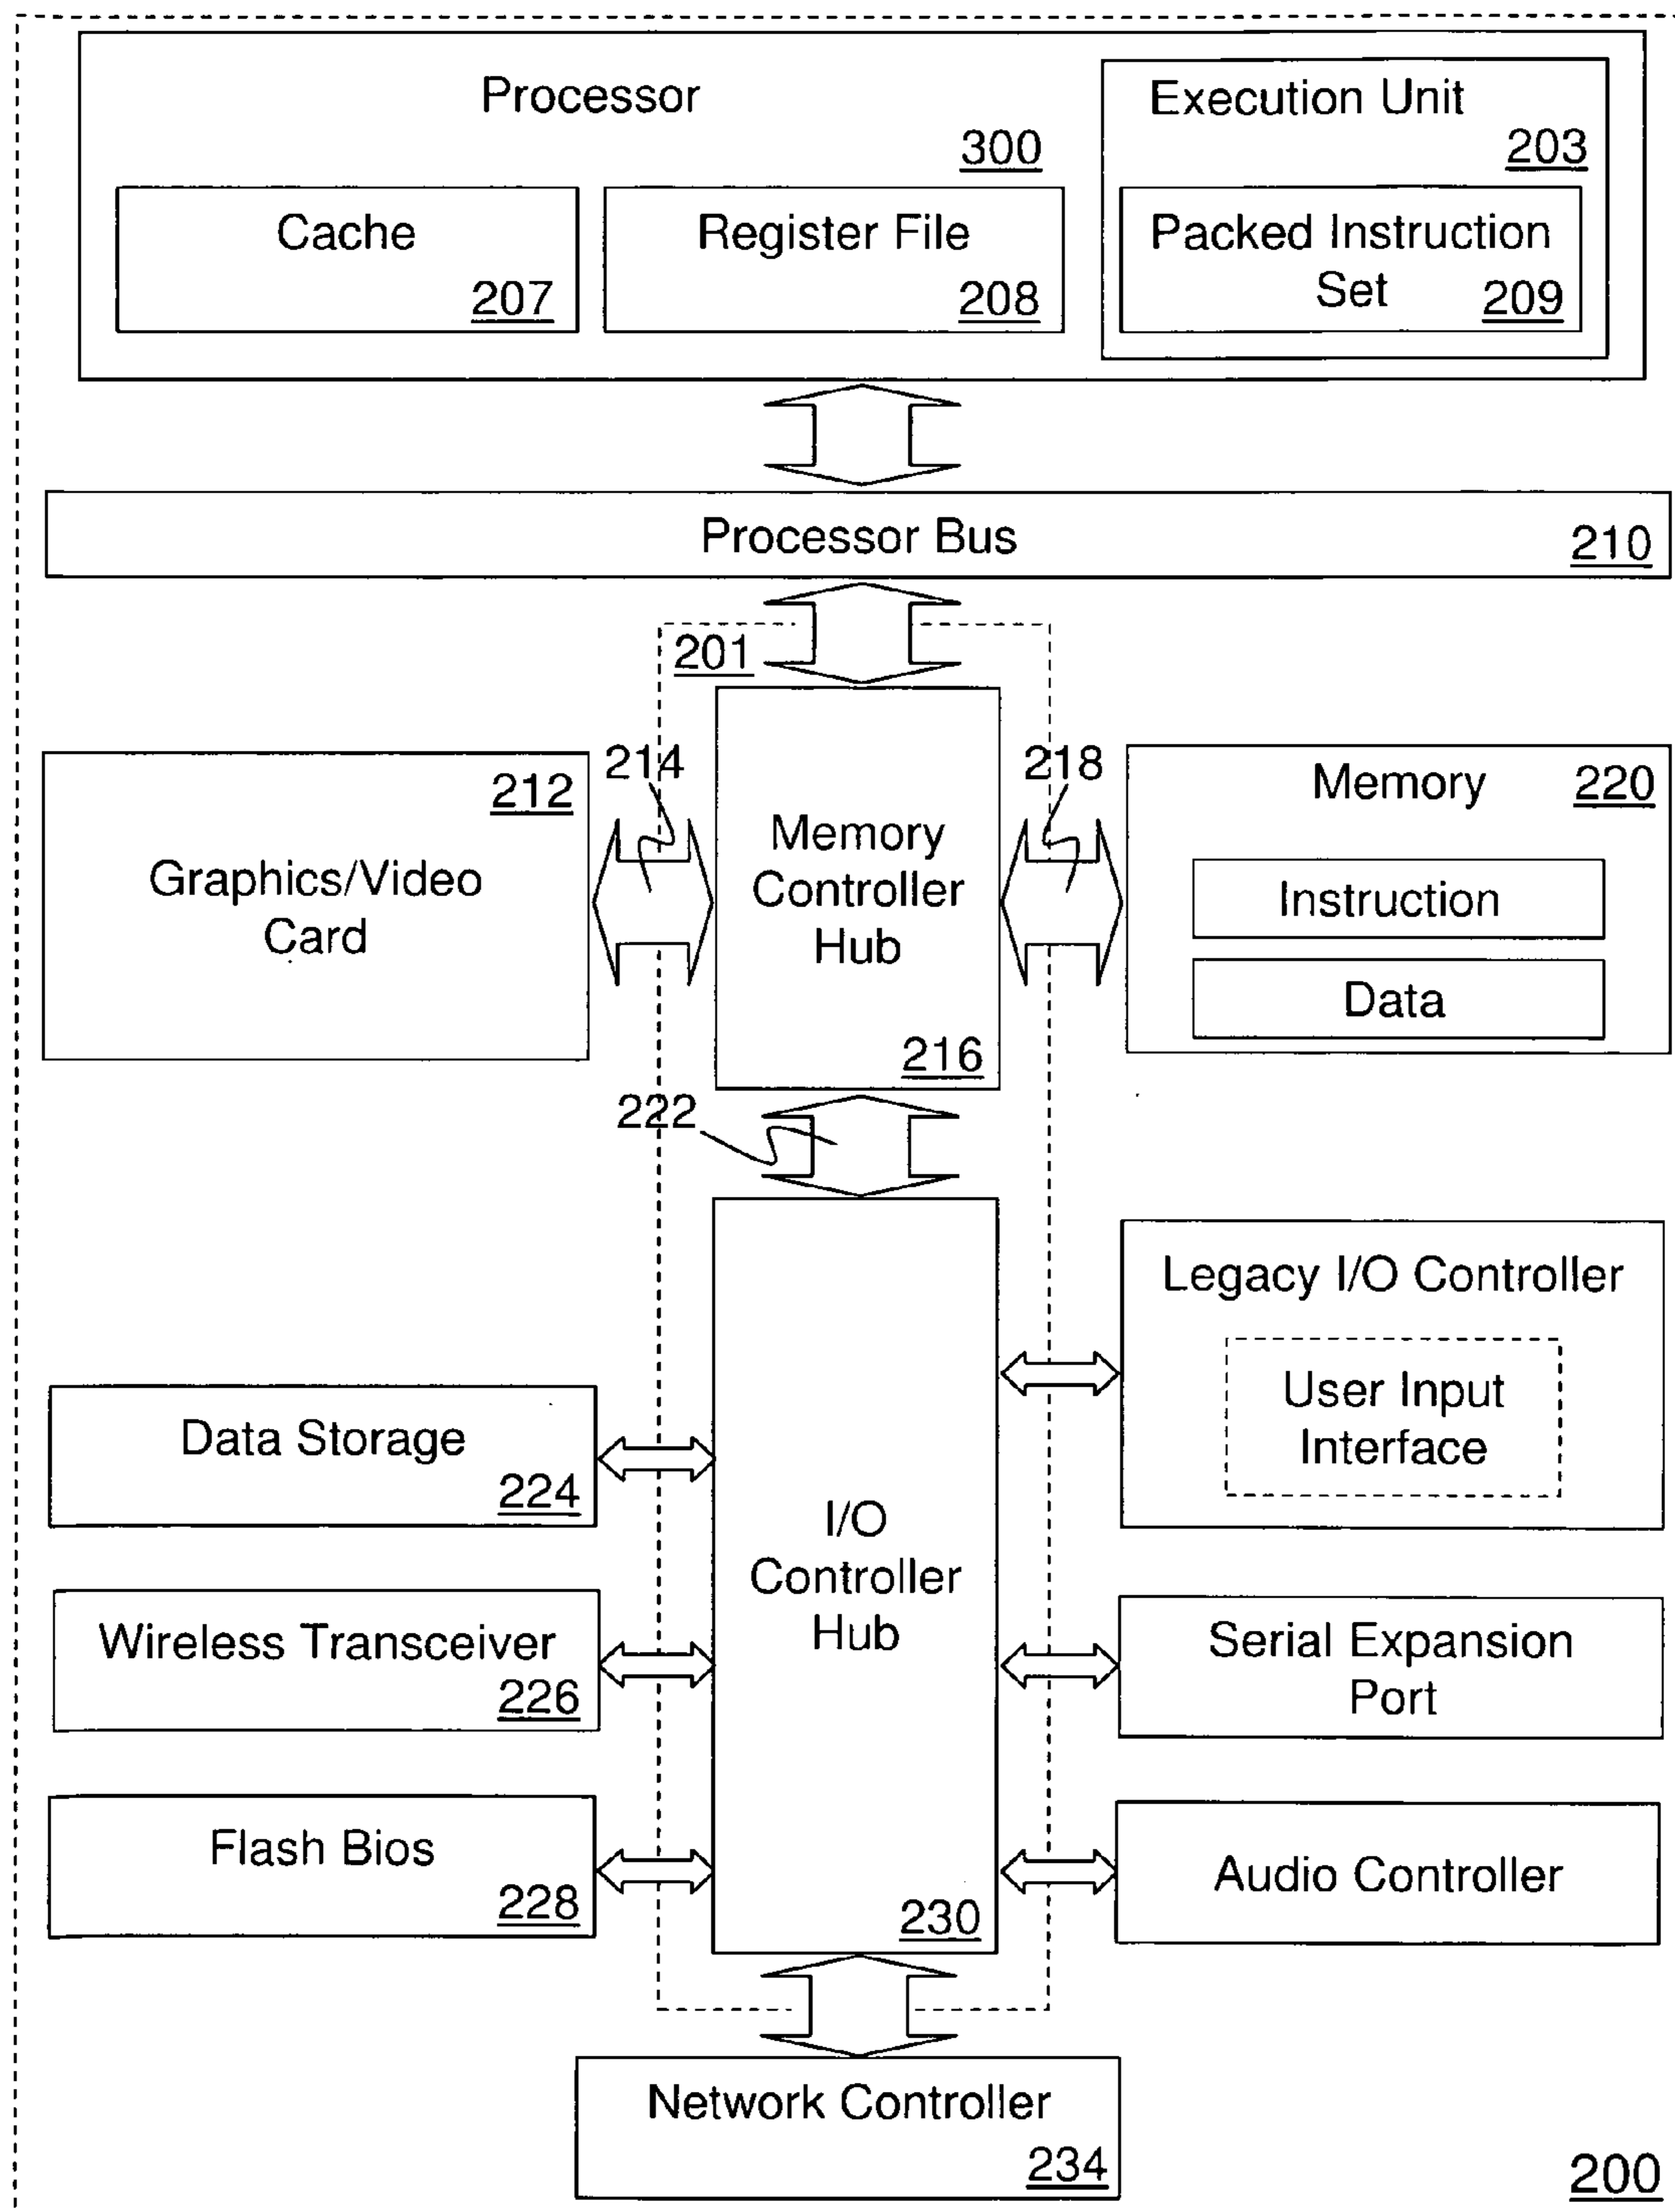 Processor
300
Execution Unit
203
Cache
207
Register File
208
Packed Instruction
Set 209
Processor Bus
210
201
214
218
212
Graphics/Video
Card
Memory
Controller
Hub
216
Memory 220
Instruction
Data
222
Legacy I/O Controller
User Input
Interface
Data Storage
224
I/O
Controller
Hub
230
Wireless Transceiver
226
Serial Expansion
Port
Flash Bios
228
Audio Controller
Network Controller
234
200